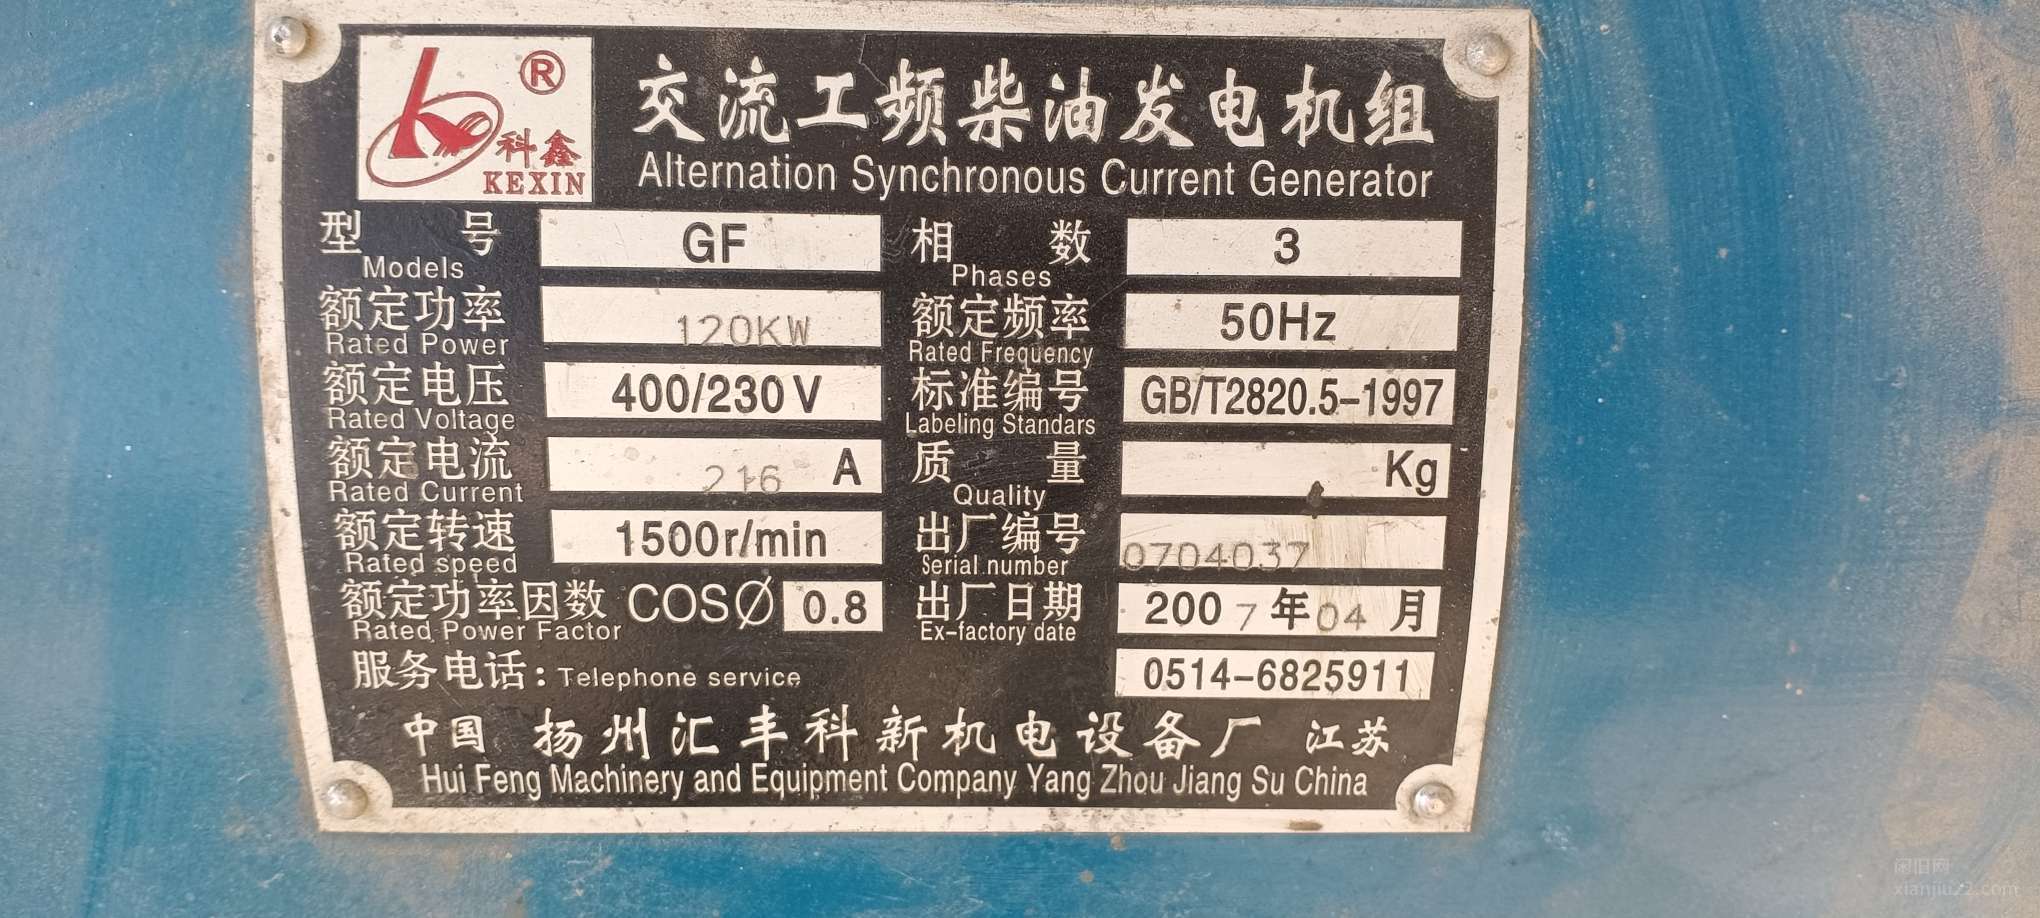 ® 科鑫 KEXIN
交流工频柴油发电机组
Alternation Synchronous Current Generator
型号 GF 相数 3
Models Phases
额定功率 120KW 额定频率 50Hz
Rated Power Rated Frequency
额定电压 400/230V 标准编号 GB/T2820.5-1997
Rated Voltage Labeling Standars
额定电流 216 A 质量 Kg
Rated Current Quality
额定转速 1500r/min 出厂编号 0704037
Rated speed Serial number
额定功率因数 COSØ 0.8 出厂日期 2007年04月
Rated Power Factor Ex-factory date
服务电话: Telephone service 0514-6825911
中国 扬州汇丰科新机电设备厂 江苏
Hui Feng Machinery and Equipment Company Yang Zhou Jiang Su China
闲旧网
xianjiu22.com